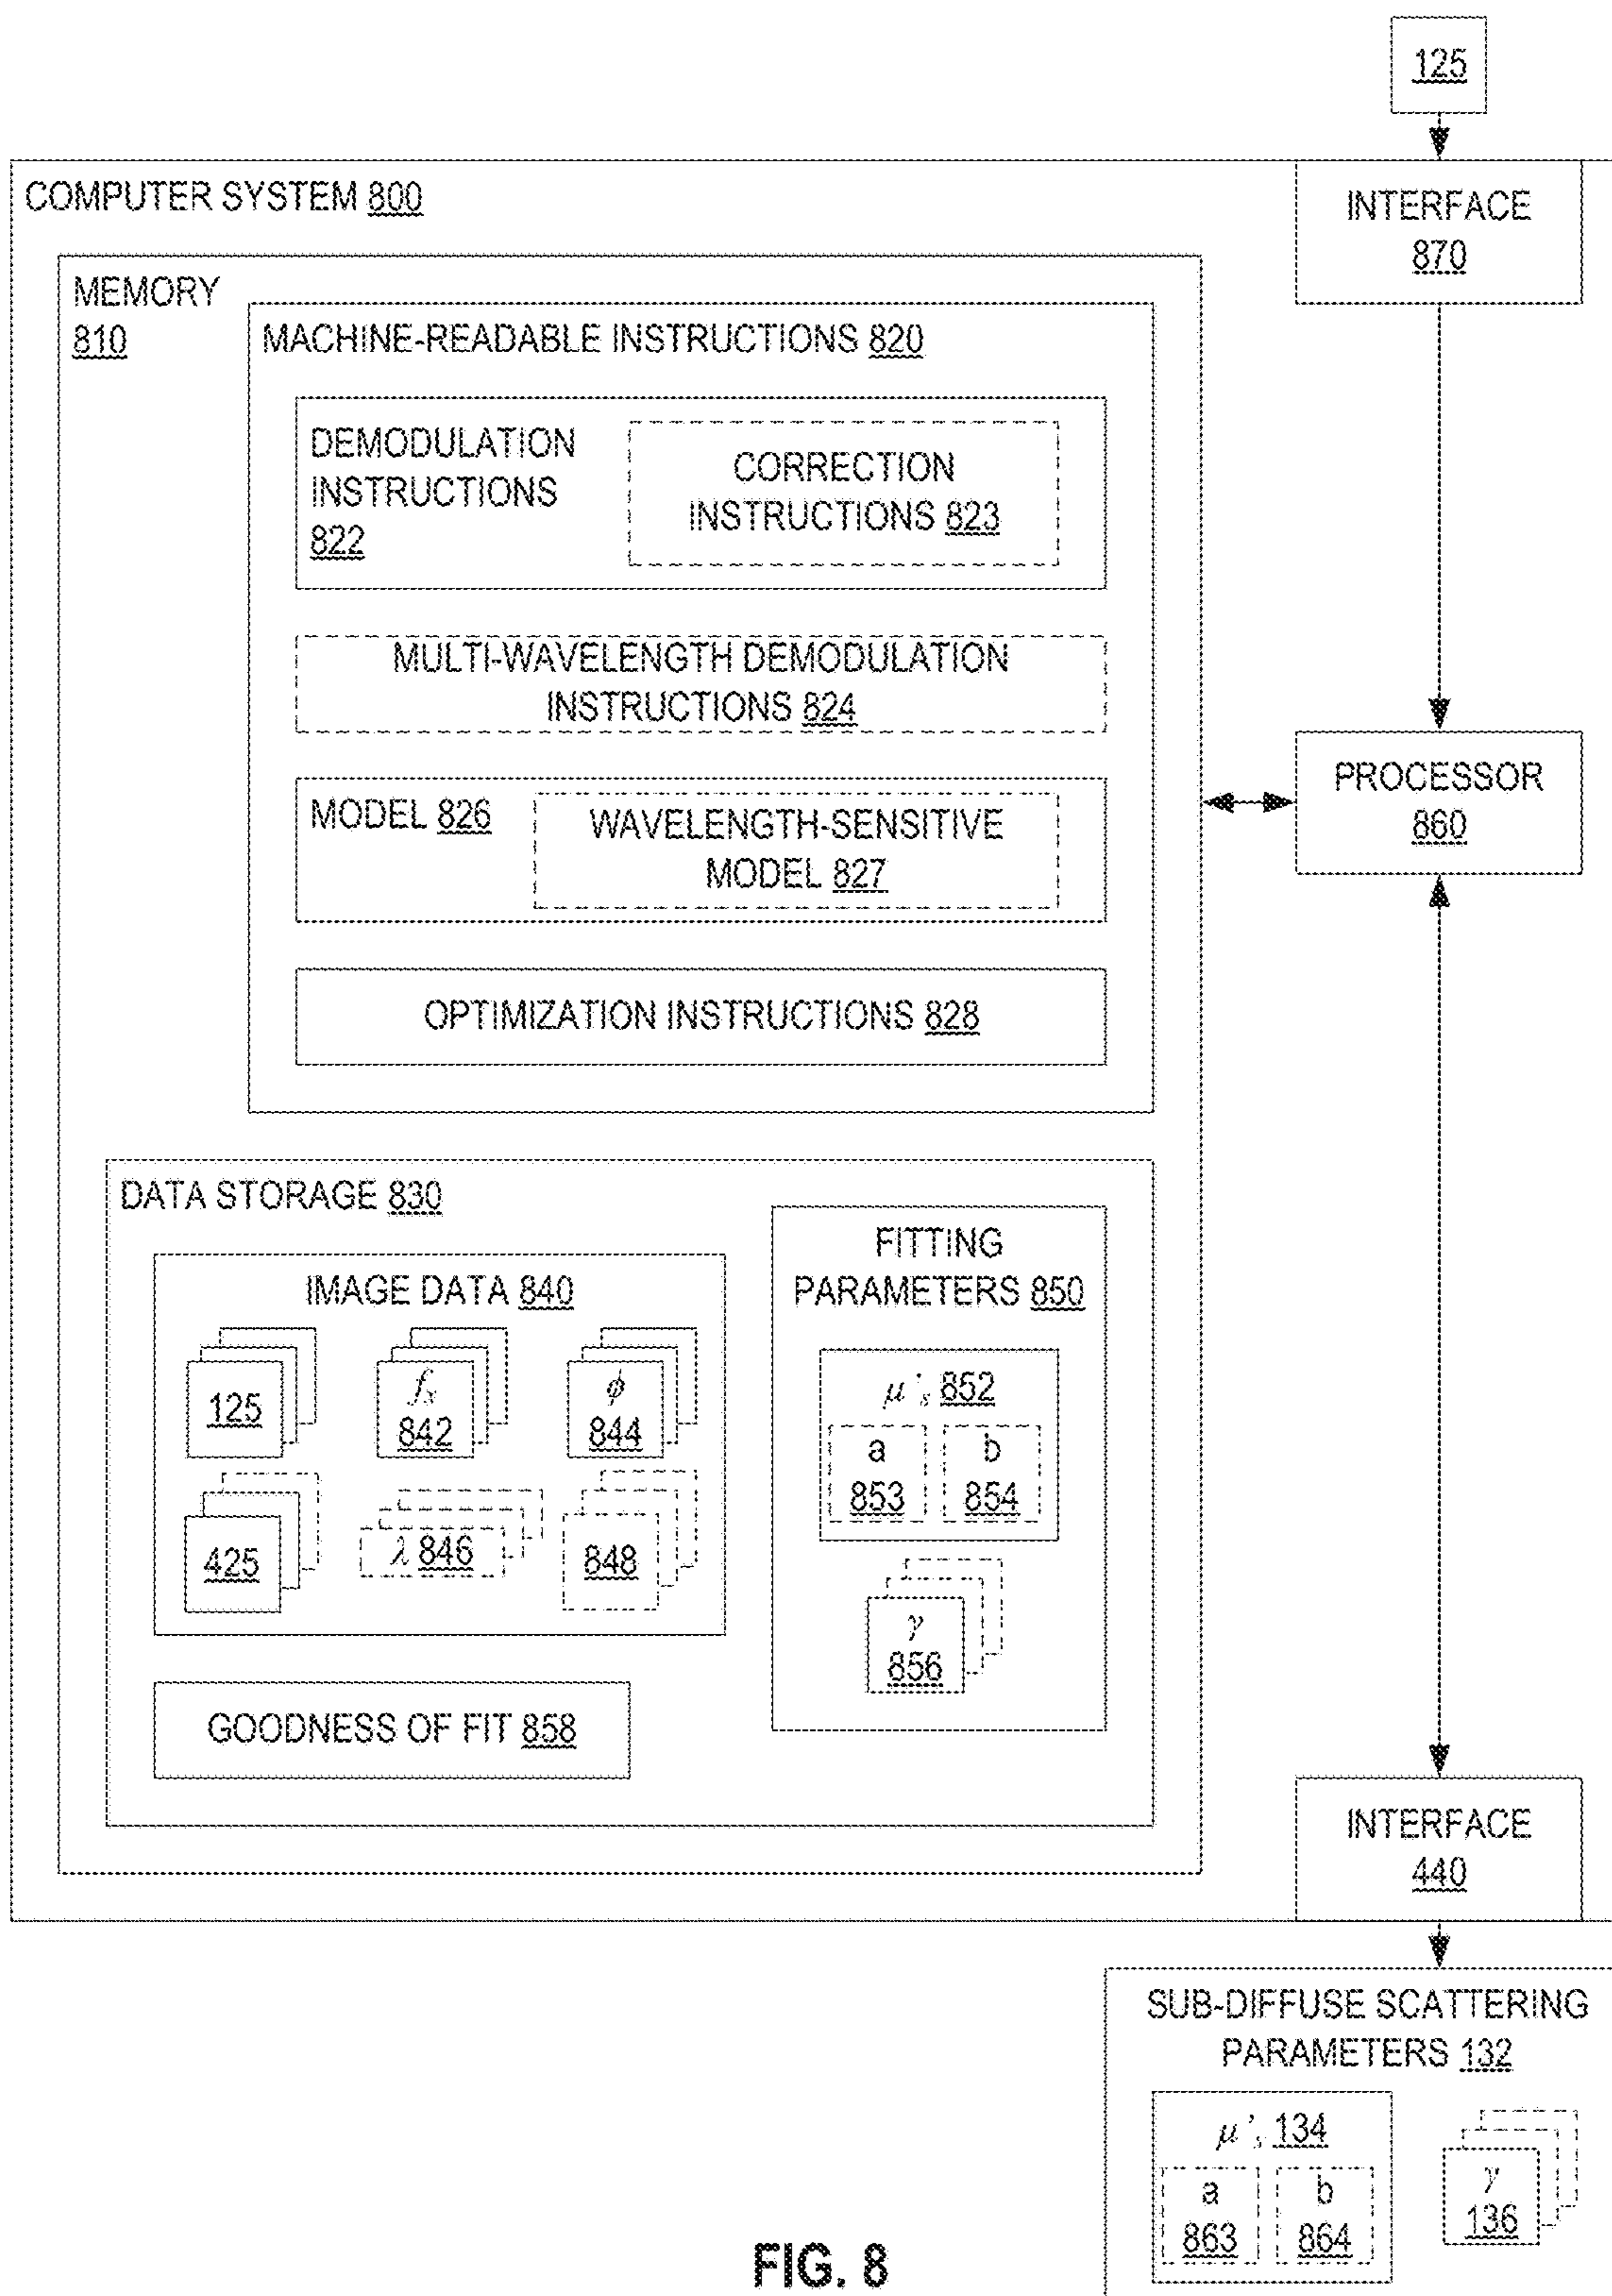 125
COMPUTER SYSTEM 800
INTERFACE
870
MEMORY
810
MACHINE-READABLE INSTRUCTIONS 820
DEMODULATION
INSTRUCTIONS
822
CORRECTION
INSTRUCTIONS 823
MULTI-WAVELENGTH DEMODULATION
INSTRUCTIONS 824
MODEL 826
WAVELENGTH-SENSITIVE
MODEL 827
PROCESSOR
860
OPTIMIZATION INSTRUCTIONS 828
DATA STORAGE 830
IMAGE DATA 840
125
fx
842
ϕ
844
425
λ 846
848
GOODNESS OF FIT 858
FITTING
PARAMETERS 850
μ's 852
a
853
b
854
γ
856
INTERFACE
440
SUB-DIFFUSE SCATTERING
PARAMETERS 132
μ's 134
a
863
b
864
γ
136
FIG. 8